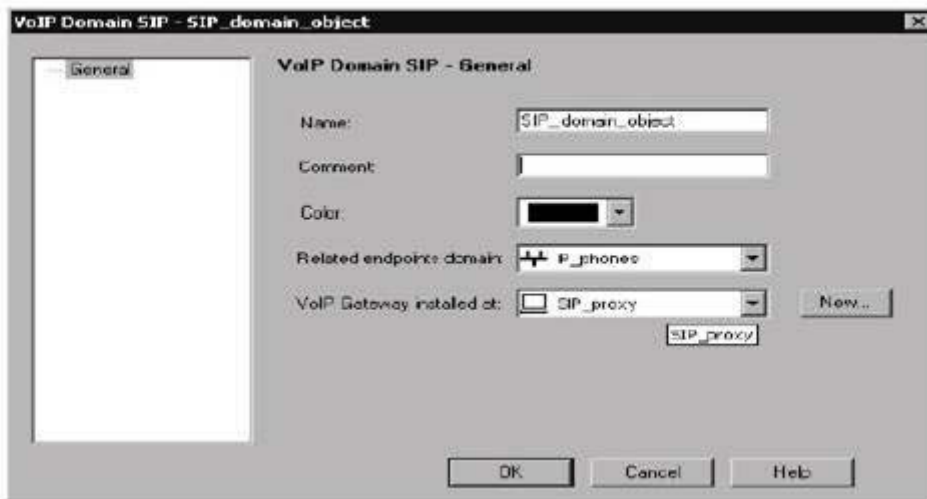 VoIP Domain SIP - SIP_domain_object
General
VoIP Domain SIP - General
Name: SIP_domain_object
Comment:
Color:
Related endpoints domain: IP_phones
VoIP Gateway installed at: SIP_proxy New...
SIP_proxy
OK Cancel Help